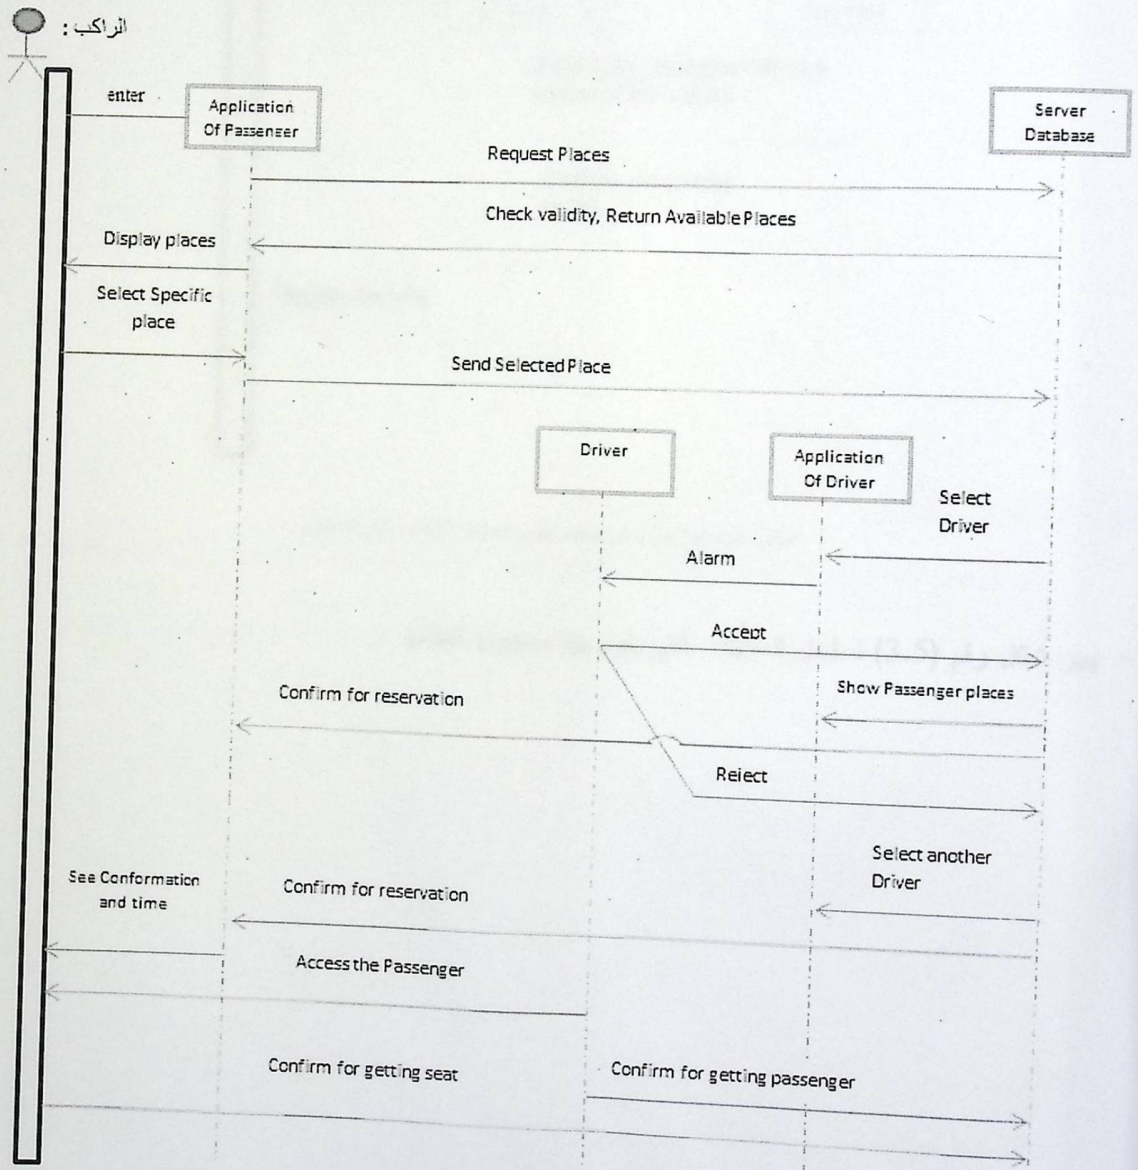 الراكب :
enter
Application
Of Passenger
Server
Database
Request Places
Check validity, Return Available Places
Display places
Select Specific
place
Send Selected Place
Driver
Application
Of Driver
Select
Driver
Alarm
Accept
Show Passenger places
Confirm for reservation
Reject
Select another
Driver
See Conformation
and time
Confirm for reservation
Access the Passenger
Confirm for getting seat
Confirm for getting passenger